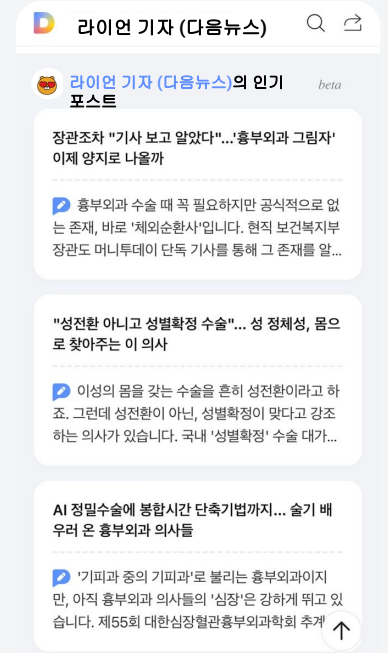 라이언 기자 (다음뉴스)
라이언 기자 (다음뉴스)의 인기
포스트
beta
장관조차 "기사 보고 알았다"...'흉부외과 그림자'
이제 양지로 나올까
흉부외과 수술 때 꼭 필요하지만 공식적으로 없
는 존재, 바로 '체외순환사'입니다. 현직 보건복지부
장관도 머니투데이 단독 기사를 통해 그 존재를 알...
"성전환 아니고 성별확정 수술"... 성 정체성, 몸으
로 찾아주는 이 의사
이성의 몸을 갖는 수술을 흔히 성전환이라고 하
죠. 그런데 성전환이 아닌, 성별확정이 맞다고 강조
하는 의사가 있습니다. 국내 '성별확정' 수술 대가...
AI 정밀수술에 봉합시간 단축기법까지... 술기 배
우러 온 흉부외과 의사들
'기피과 중의 기피과'로 불리는 흉부외과이지
만, 아직 흉부외과 의사들의 '심장'은 강하게 뛰고 있
습니다. 제55회 대한심장혈관흉부외과학회 추계